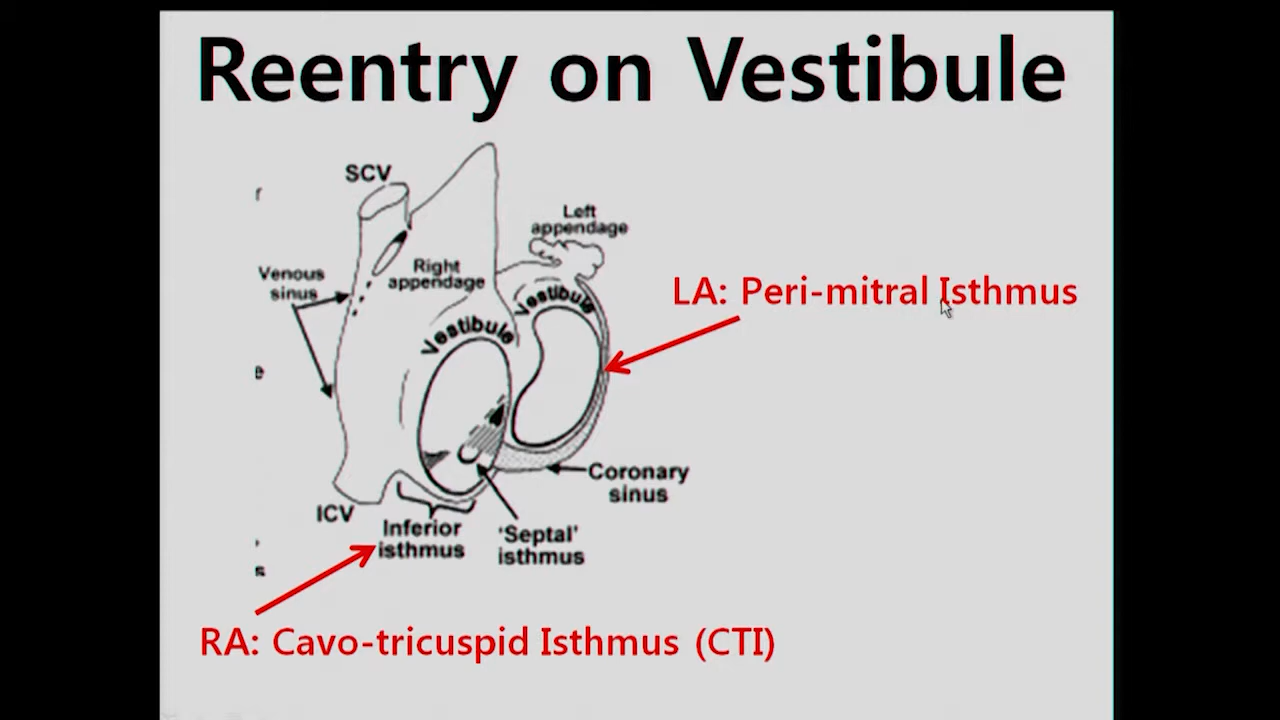 Reentry on Vestibule
SCV
Left
appendage
Venous
sinus
Right
appendage
LA: Peri-mitral Isthmus
Vestibule
Vestibule
Coronary
sinus
ICV
Inferior
isthmus
'Septal'
isthmus
RA: Cavo-tricuspid Isthmus (CTI)